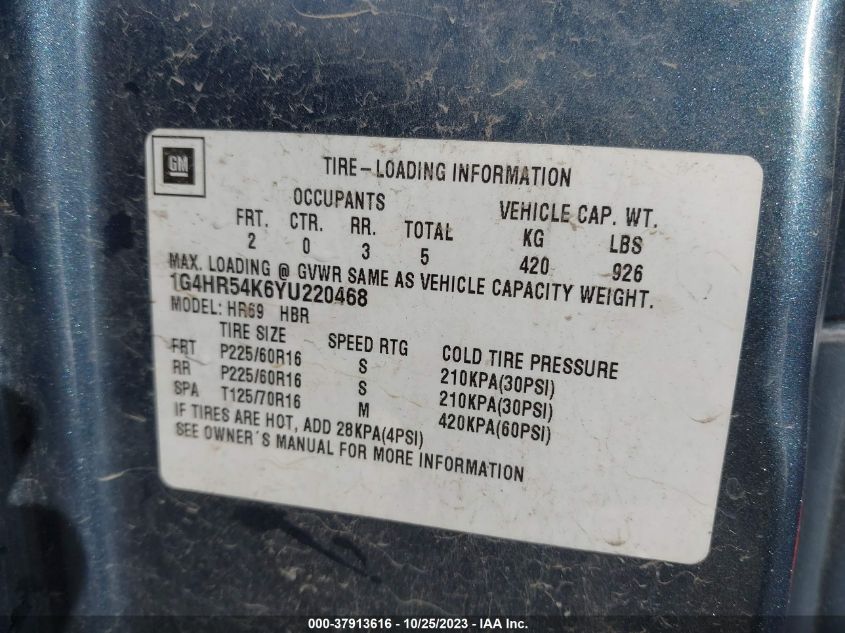 GM
TIRE-LOADING INFORMATION
OCCUPANTS VEHICLE CAP. WT.
FRT. CTR. RR. TOTAL KG LBS
2 0 3 5 420 926
MAX. LOADING @ GVWR SAME AS VEHICLE CAPACITY WEIGHT.
1G4HR54K6YU220468
MODEL: HR69 HBR
TIRE SIZE SPEED RTG COLD TIRE PRESSURE
FRT P225/60R16 S 210KPA(30PSI)
RR P225/60R16 S 210KPA(30PSI)
SPA T125/70R16 M 420KPA(60PSI)
IF TIRES ARE HOT, ADD 28KPA(4PSI)
SEE OWNER'S MANUAL FOR MORE INFORMATION
000-37913616 - 10/25/2023 - IAA Inc.